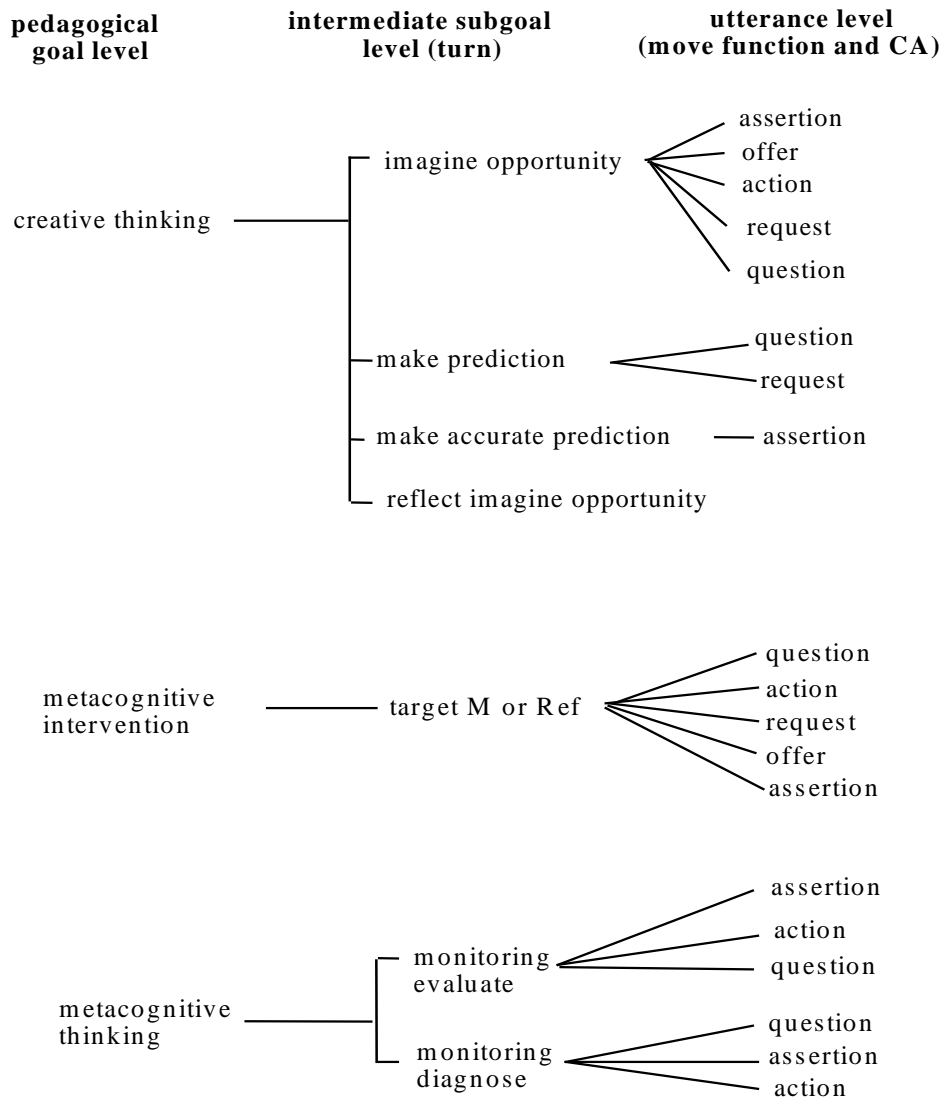 pedagogical
goal level
intermediate subgoal
level (turn)
utterance level
(move function and CA)
creative thinking
imagine opportunity
assertion
offer
action
request
question
make prediction
question
request
make accurate prediction
assertion
reflect imagine opportunity
metacognitive
intervention
target M or Ref
question
action
request
offer
assertion
metacognitive
thinking
monitoring
evaluate
assertion
action
question
monitoring
diagnose
question
assertion
action